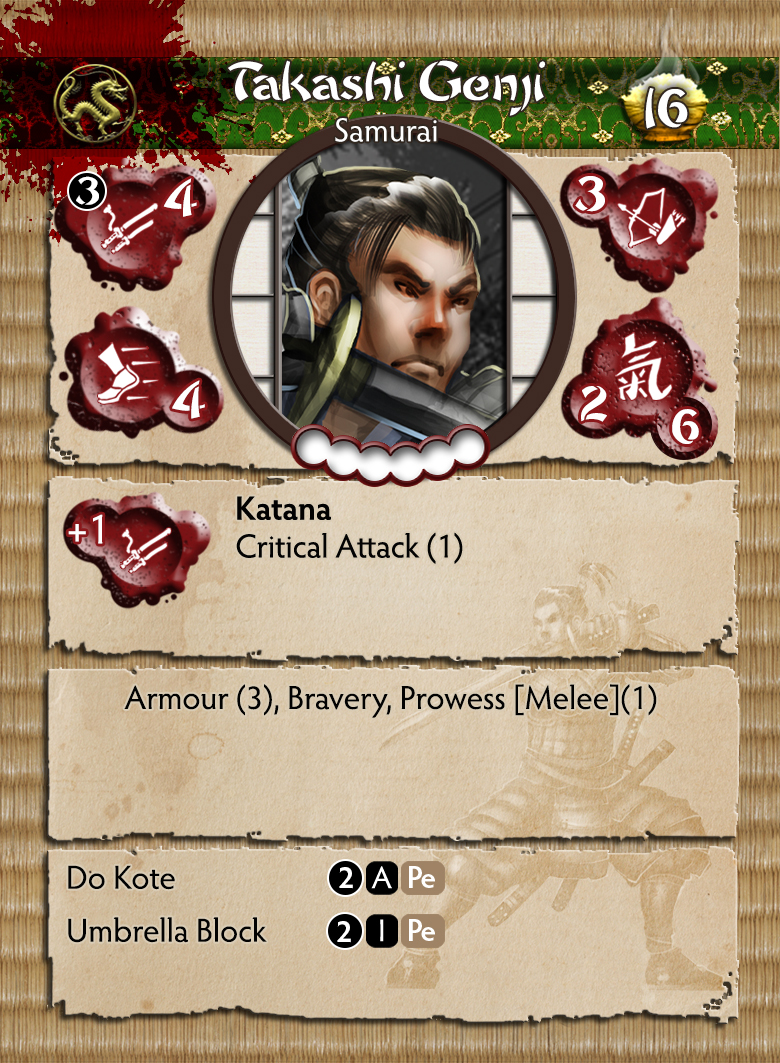 Takashi Genji
16
Samurai
3 4
3
4
氣
2 6
+1
Katana
Critical Attack (1)
Armour (3), Bravery, Prowess [Melee](1)
Do Kote 2 A Pe
Umbrella Block 2 I Pe